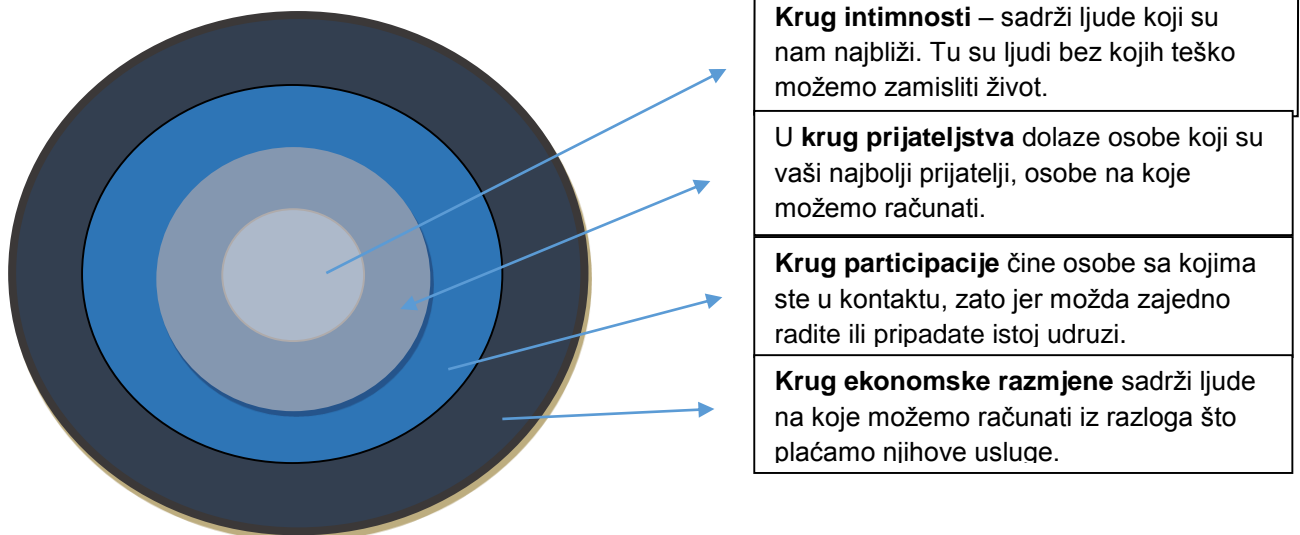 Krug intimnosti – sadrži ljude koji su
nam najbliži. Tu su ljudi bez kojih teško
možemo zamisliti život.
U krug prijateljstva dolaze osobe koji su
vaši najbolji prijatelji, osobe na koje
možemo računati.
Krug participacije čine osobe sa kojima
ste u kontaktu, zato jer možda zajedno
radite ili pripadate istoj udruzi.
Krug ekonomske razmjene sadrži ljude
na koje možemo računati iz razloga što
plaćamo njihove usluge.